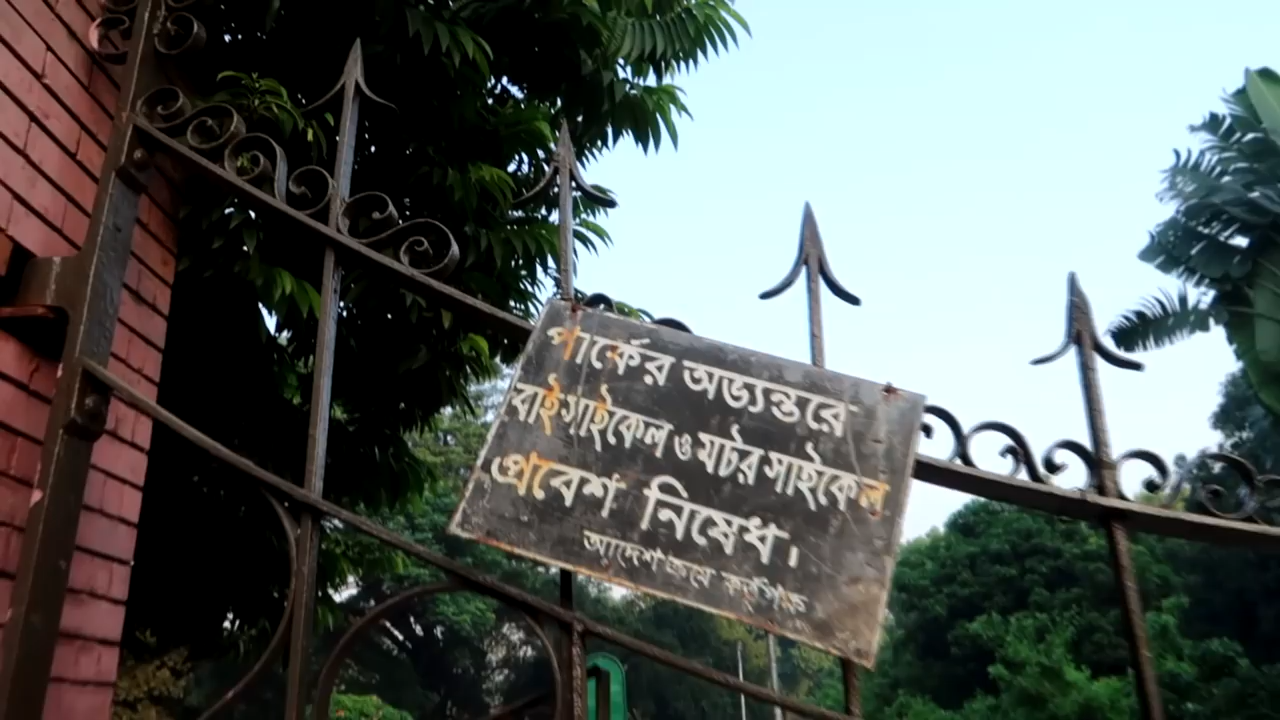 পার্কের অভ্যন্তরে
বাইসাইকেল ও মটর সাইকেল
প্রবেশ নিষেধ।
আদেশক্রমে কর্তৃপক্ষ